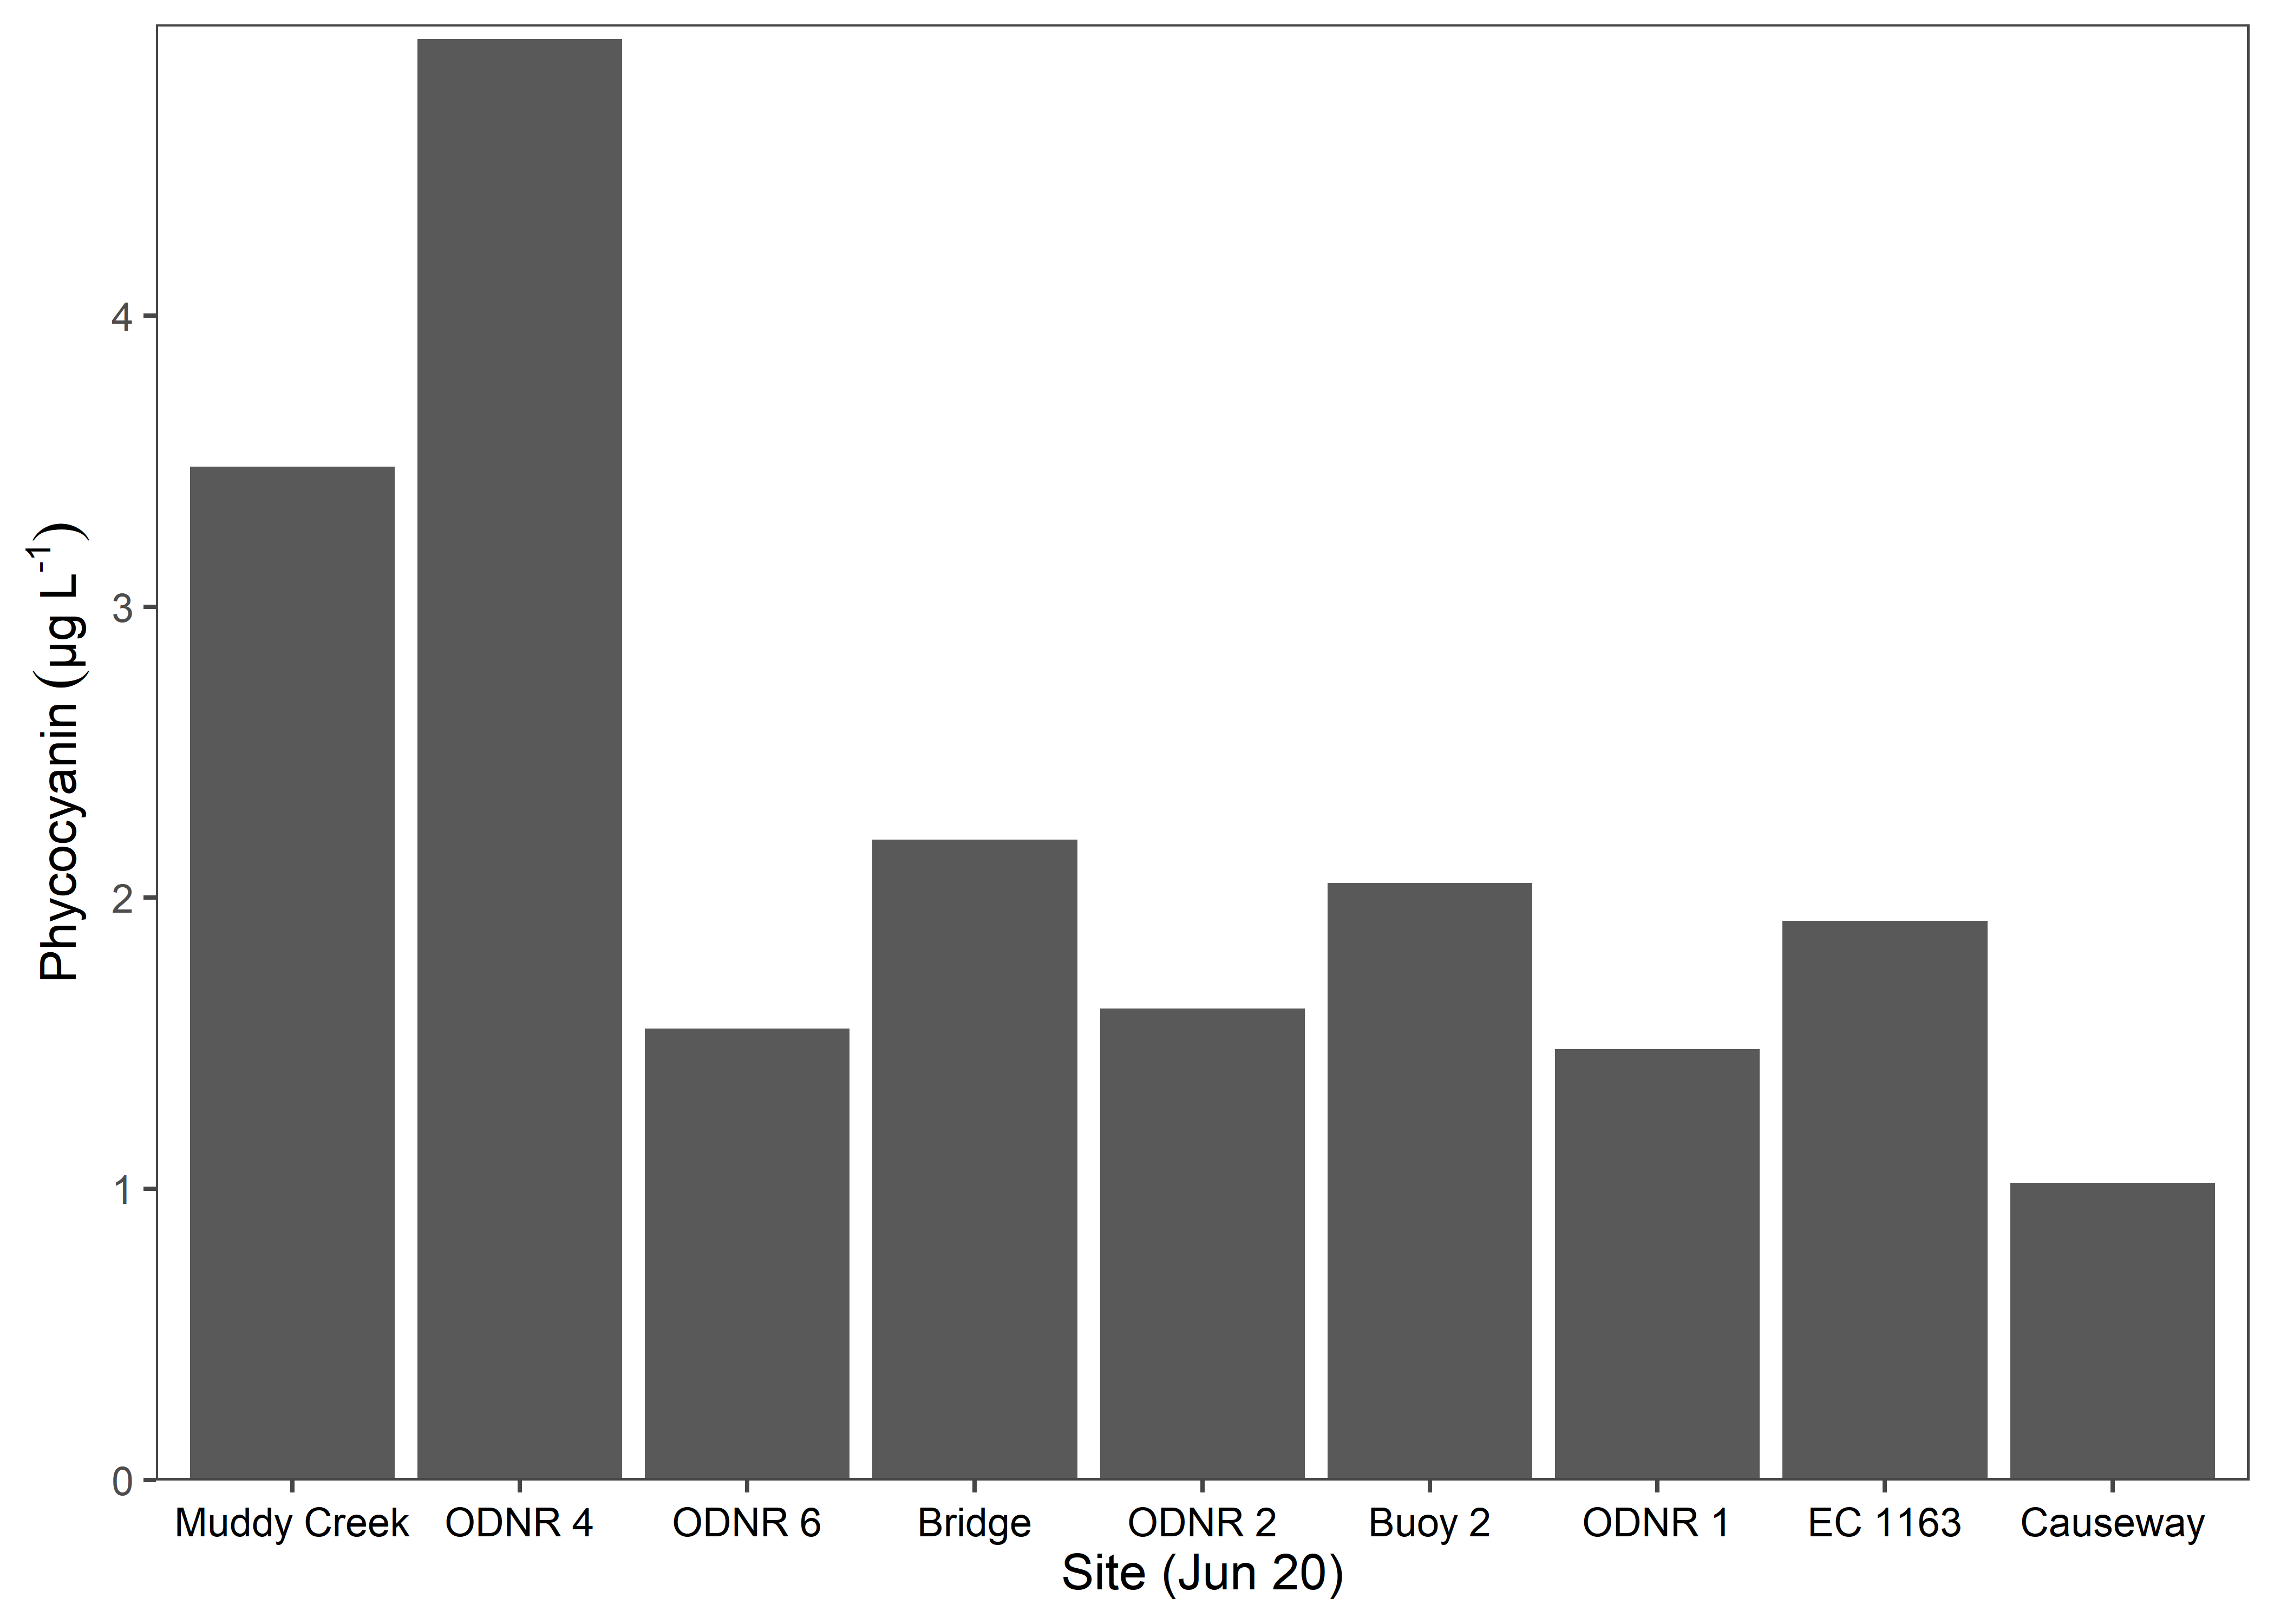 Phycocyanin (µg L-1)
4
3
2
1
0
Muddy Creek ODNR 4 ODNR 6 Bridge ODNR 2 Buoy 2 ODNR 1 EC 1163 Causeway
Site (Jun 20)